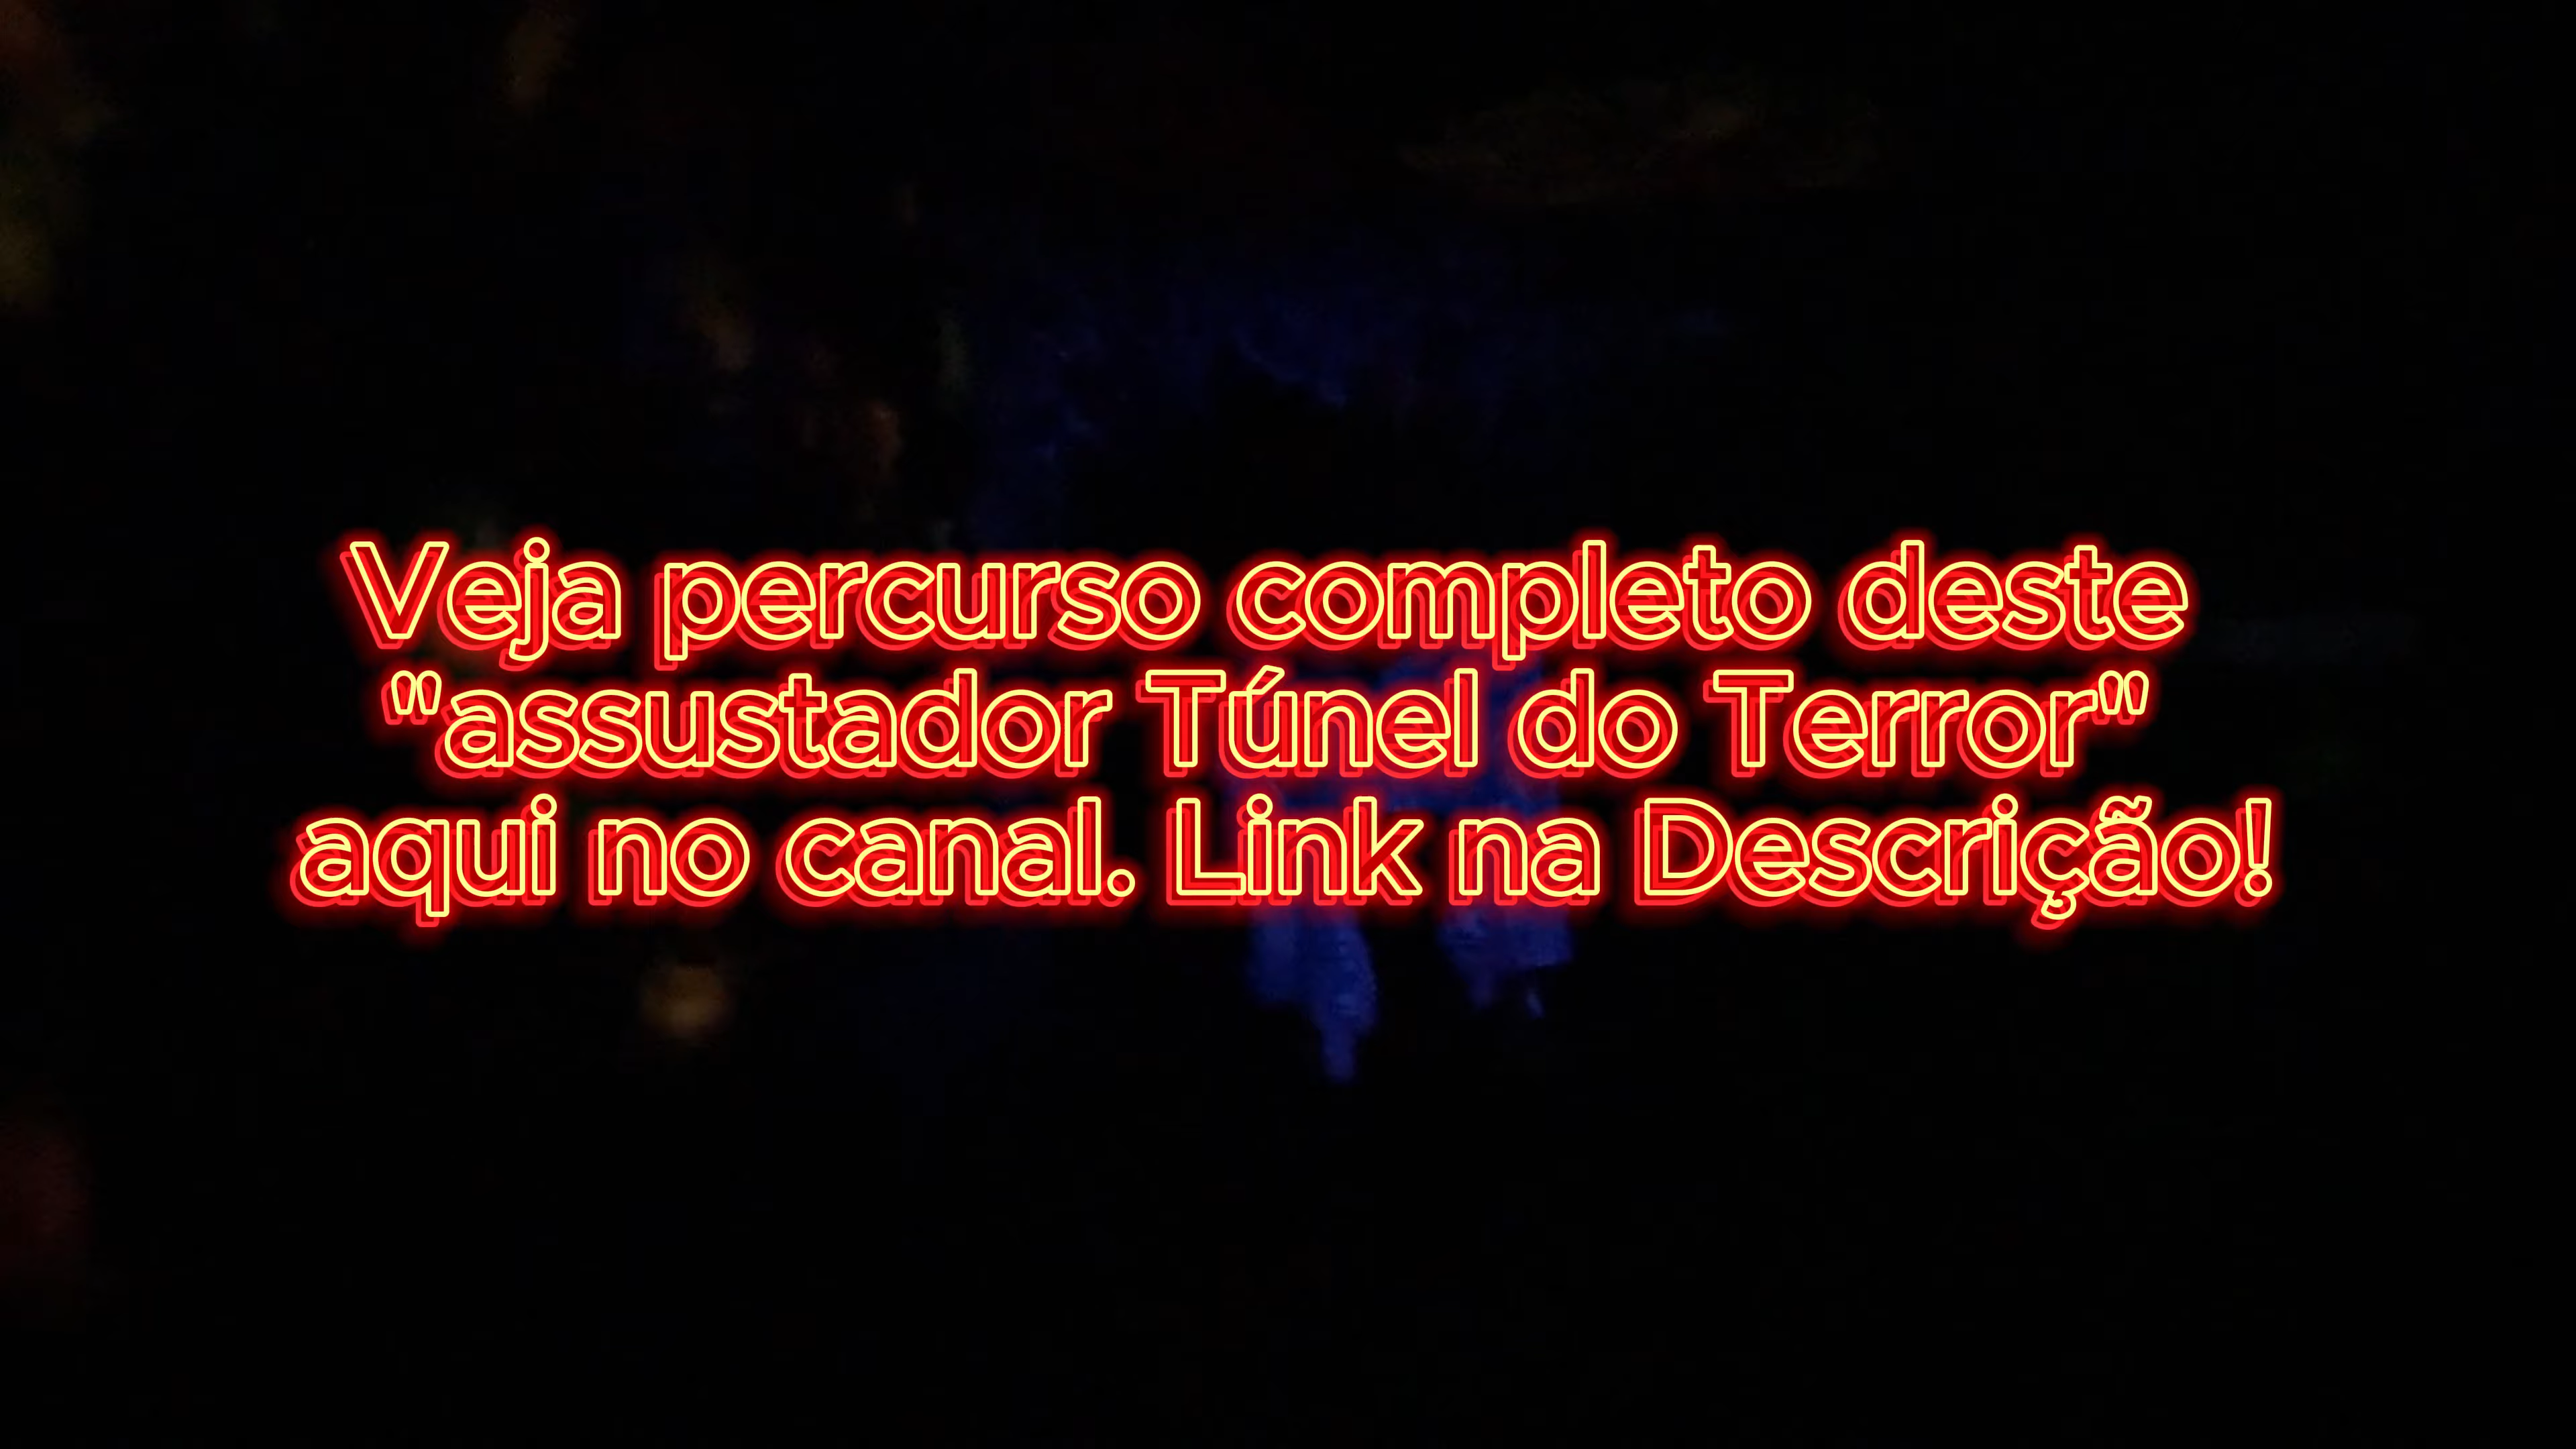 Veja percurso completo deste
"assustador Túnel do Terror"
aqui no canal. Link na Descrição!